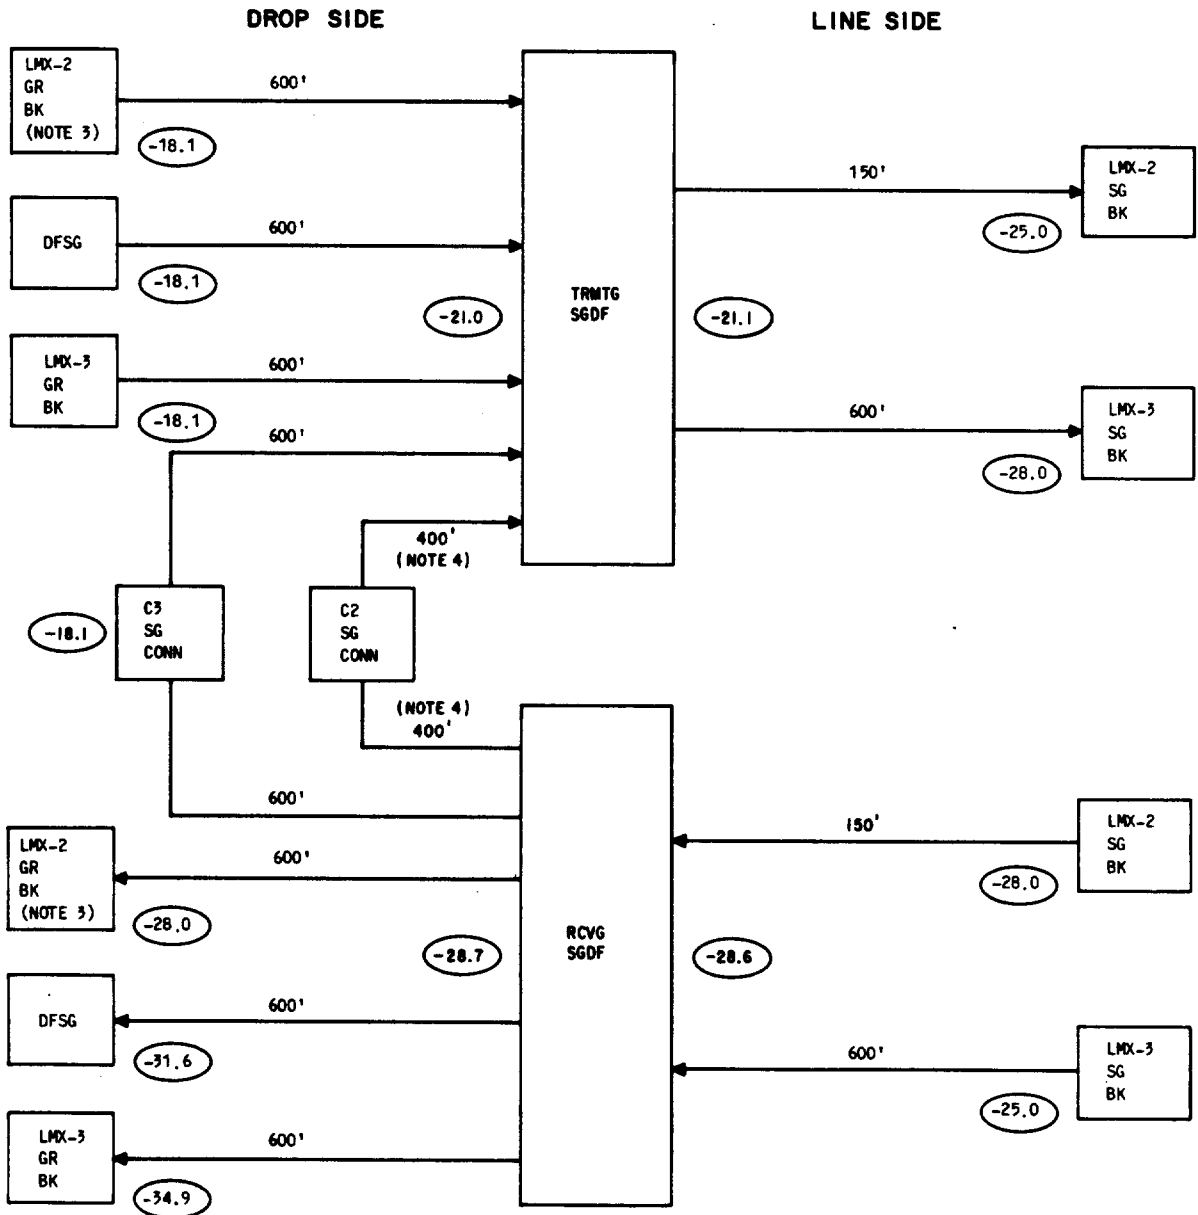 DROP SIDE
LINE SIDE
LMX-2
GR
BK
(NOTE 3)
600'
-18.1
DFSG
600'
-18.1
LMX-3
GR
BK
600'
-18.1
600'
400'
(NOTE 4)
-21.0
TRMTG
SGDF
-21.1
150'
LMX-2
SG
BK
-25.0
600'
LMX-3
SG
BK
-28.0
-18.1
C3
SG
CONN
C2
SG
CONN
(NOTE 4)
400'
600'
LMX-2
GR
BK
(NOTE 3)
600'
-28.0
DFSG
600'
-31.6
LMX-3
GR
BK
600'
-34.9
-28.7
RCVG
SGDF
-28.6
150'
LMX-2
SG
BK
-28.0
600'
LMX-3
SG
BK
-25.0